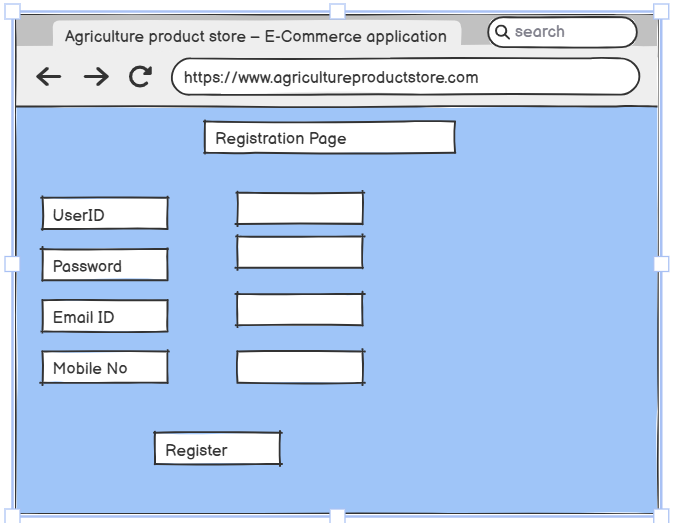 Agriculture product store – E-Commerce application
search
https://www.agricultureproductstore.com
Registration Page
UserID
Password
Email ID
Mobile No
Register